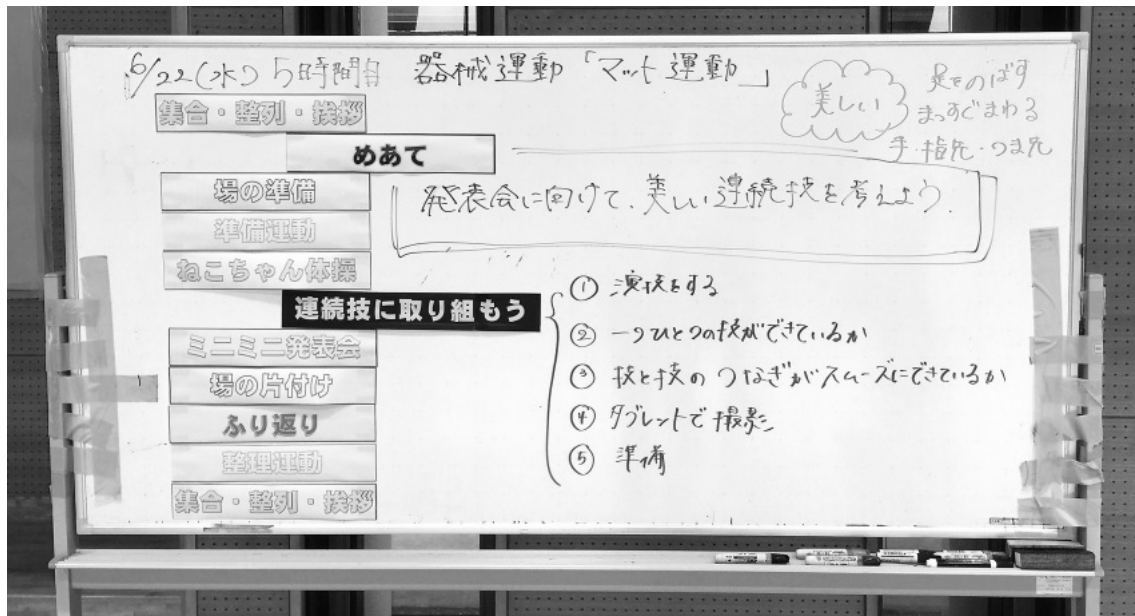 6/22(水) 5時間目 器械運動「マット運動」
美しい
足をのばす
まっすぐまわる
手・指先・つま先
集合・整列・挨拶
めあて
発表会に向けて、美しい連続技を考えよう。
場の準備
準備運動
ねこちゃん体操
連続技に取り組もう
① 演技をする
② 一つひとつの技ができているか
③ 技と技のつなぎがスムーズにできているか
④ タブレットで撮影
⑤ 準備
ミニミニ発表会
場の片付け
ふり返り
整理運動
集合・整列・挨拶